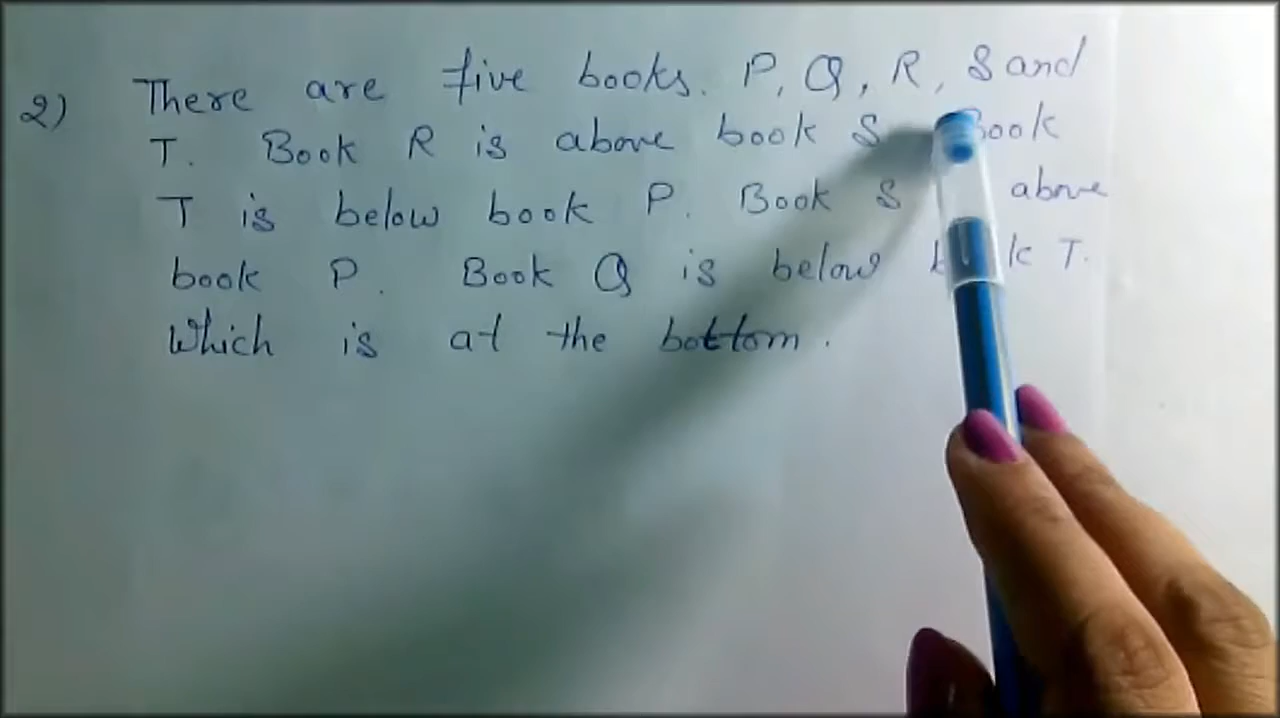 2) There are five books. P, Q, R, S and
T. Book R is above book S Book
T is below book P. Book S above
book P. Book Q is below T.
Which is at the bottom.